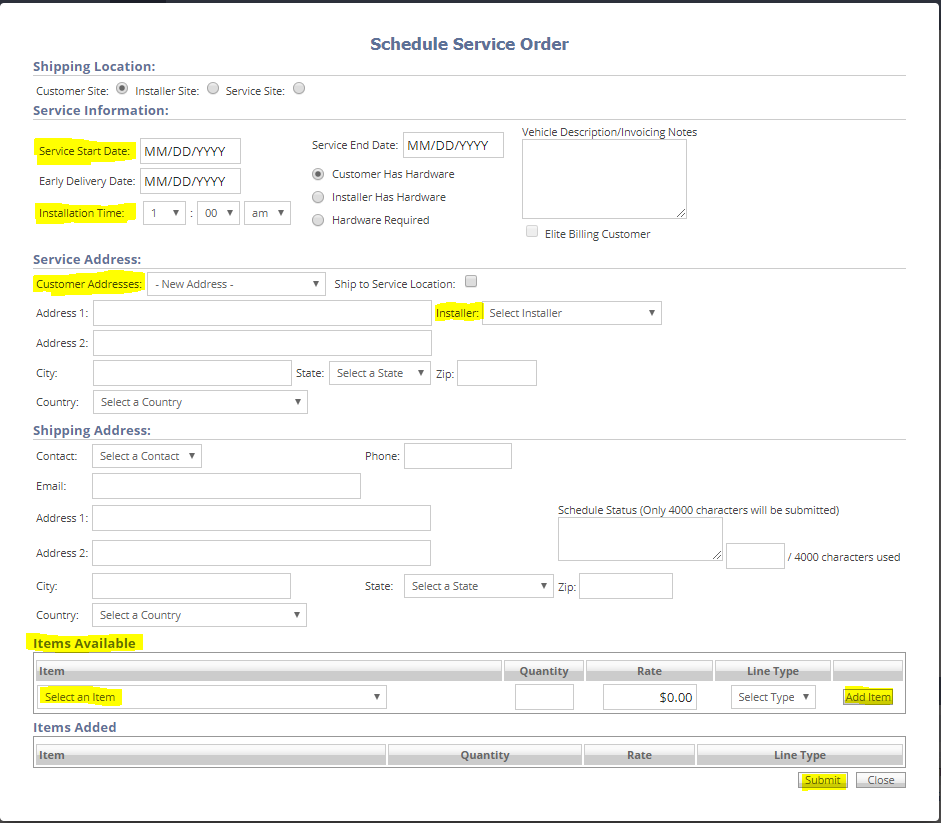 Schedule Service Order
Shipping Location:
Customer Site: Installer Site: Service Site:
Service Information:
Service Start Date: MM/DD/YYYY
Service End Date: MM/DD/YYYY
Vehicle Description/Invoicing Notes
Early Delivery Date: MM/DD/YYYY
Customer Has Hardware
Installer Has Hardware
Installation Time: 1 : 00 am
Hardware Required
Elite Billing Customer
Service Address:
Customer Addresses: - New Address - Ship to Service Location:
Address 1: Installer: Select Installer
Address 2:
City: State: Select a State Zip:
Country: Select a Country
Shipping Address:
Contact: Select a Contact Phone:
Email:
Address 1:
Schedule Status (Only 4000 characters will be submitted)
Address 2: / 4000 characters used
City: State: Select a State Zip:
Country: Select a Country
Items Available
Item Quantity Rate Line Type
Select an Item $0.00 Select Type Add Item
Items Added
Item Quantity Rate Line Type
Submit Close